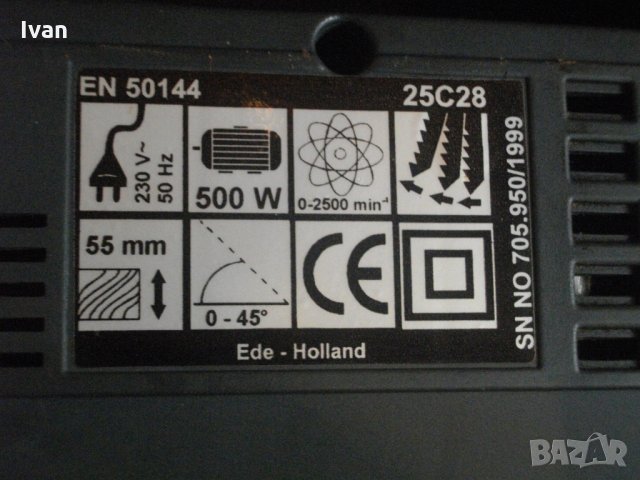 Ivan
EN 50144
25C28
230 V~
50 Hz
500 W
0-2500 min⁻¹
55 mm
0 - 45°
CE
Ede - Holland
SN NO 705.950/1999
BAZAR